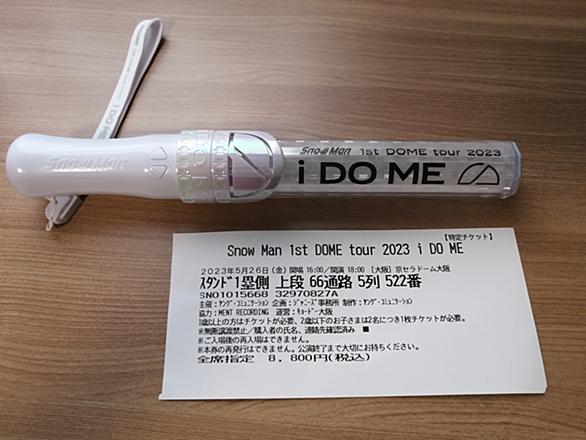 i DO ME
Snow Man 1st DOME tour 2023
i DO ME
Snow Man
【特定チケット】
Snow Man 1st DOME tour 2023 i DO ME
2023年5月26日(金) 開場 16:00/開演 18:00 [大阪] 京セラドーム大阪
スタンド1塁側 上段 66通路 5列 522番
SN01015668 32970827A
主催：ヤング・コミュニケーション 企画：ジャニーズ事務所 制作：ヤング・コミュニケーション
協力：MENT RECORDING 運営：キョードー大阪
1歳以上の方はチケットが必要、2歳以下のお子さまは2名につき1枚チケットが必要。
※無断譲渡禁止/購入者の氏名、連絡先確認済み ■
※ご入場後の再入場はできません。
※本券の再発行はできません。公演終了まで大切にお持ちください。
全席指定 8,800円(税込)